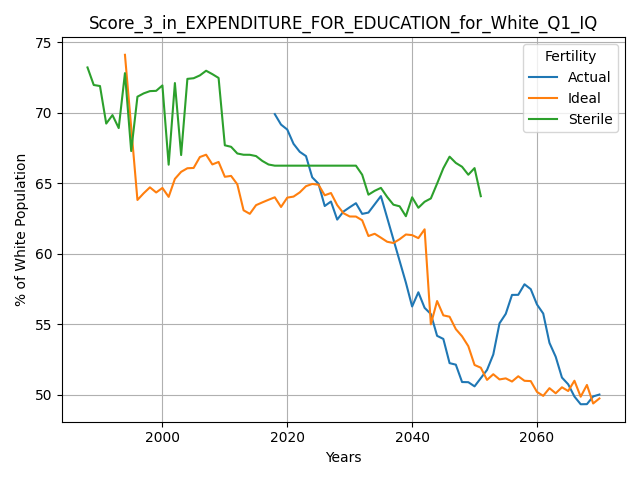 Score_3_in_EXPENDITURE_FOR_EDUCATION_for_White_Q1_IQ
Fertility
Actual
Ideal
Sterile
% of White Population
75
70
65
60
55
50
2000
2020
2040
2060
Years